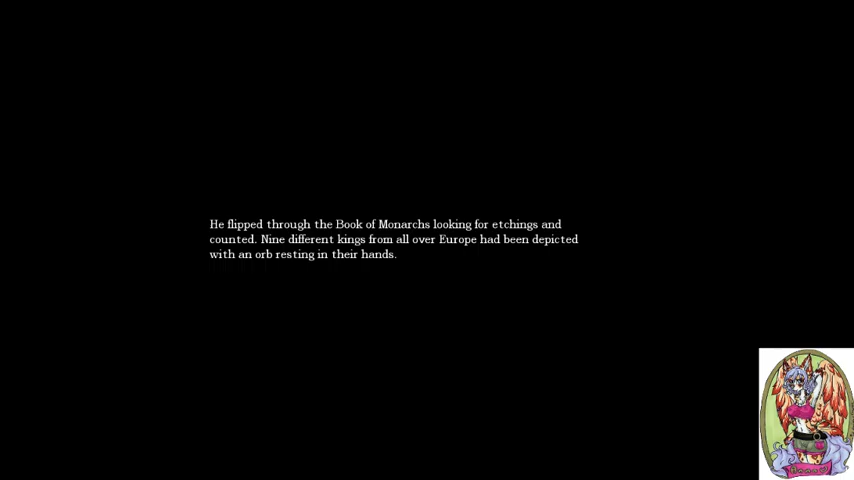 He flipped through the Book of Monarchs looking for etchings and
counted. Nine different kings from all over Europe had been depicted
with an orb resting in their hands.